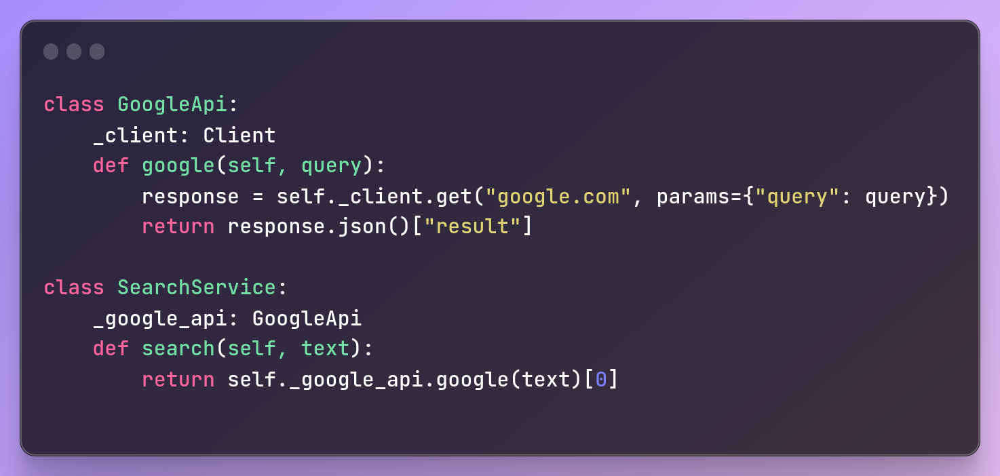 class GoogleApi:
    _client: Client
    def google(self, query):
        response = self._client.get("google.com", params={"query": query})
        return response.json()["result"]

class SearchService:
    _google_api: GoogleApi
    def search(self, text):
        return self._google_api.google(text)[0]